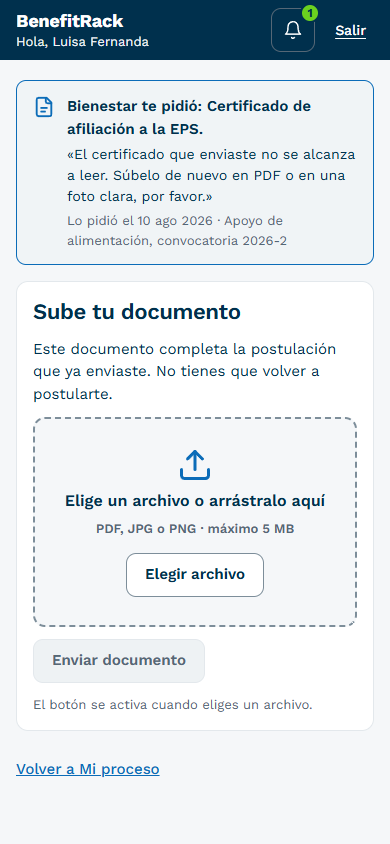 BenefitRack
Hola, Luisa Fernanda
1
Salir
Bienestar te pidió: Certificado de
afiliación a la EPS.
«El certificado que enviaste no se alcanza
a leer. Súbelo de nuevo en PDF o en una
foto clara, por favor.»
Lo pidió el 10 ago 2026 · Apoyo de
alimentación, convocatoria 2026-2
Sube tu documento
Este documento completa la postulación
que ya enviaste. No tienes que volver a
postularte.
Elige un archivo o arrástralo aquí
PDF, JPG o PNG · máximo 5 MB
Elegir archivo
Enviar documento
El botón se activa cuando eliges un archivo.
Volver a Mi proceso